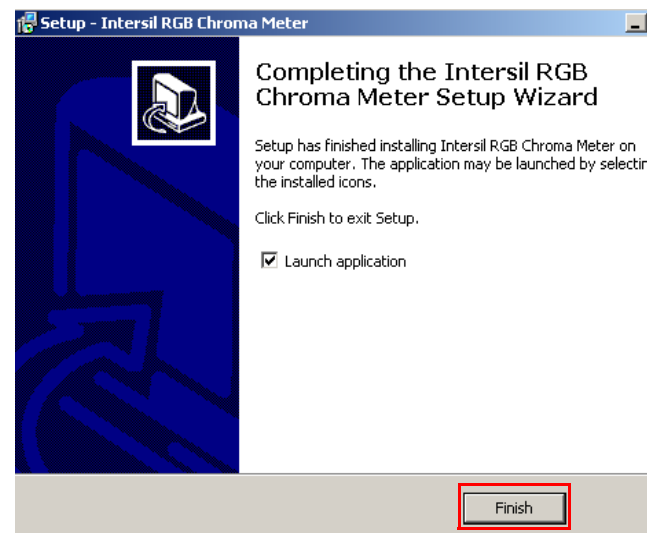 Setup - Intersil RGB Chroma Meter
Completing the Intersil RGB
Chroma Meter Setup Wizard
Setup has finished installing Intersil RGB Chroma Meter on
your computer. The application may be launched by selectin
the installed icons.
Click Finish to exit Setup.
Launch application
Finish